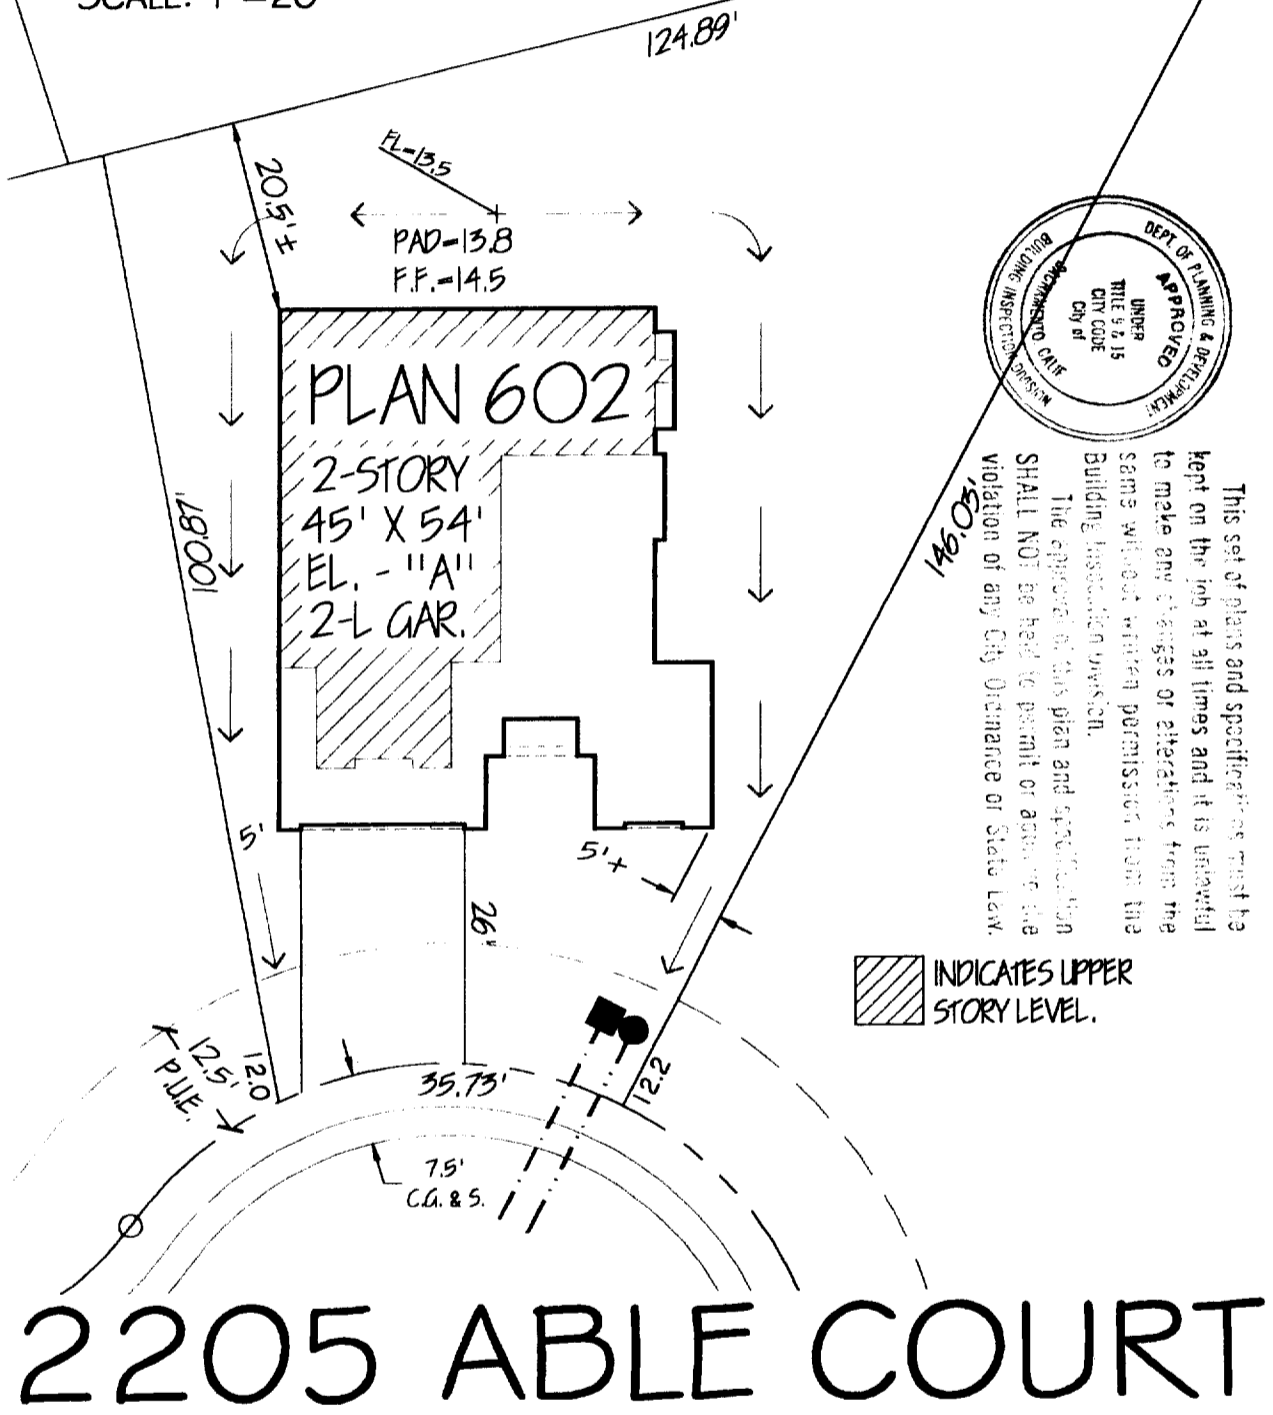 SCALE: 1"=20'
124.89'
FL-13.5
20.5' ±
PAD-13.8
F.F.-14.5
PLAN 602
2-STORY
45' X 54'
EL. - "A"
2-L GAR.
100.87'
146.03'
DEPT. OF PLANNING & DEVELOPMENT
APPROVED
UNDER
TITLE 9 & 15
CITY CODE
City of
SACRAMENTO CALIF
BUILDING INSPECTION DIVISION
This set of plans and specifications must be
kept on the job at all times and it is unlawful
to make any changes or alterations from the
same without written permission from the
Building Inspection Division.
The approval of this plan and specification
SHALL NOT be held to permit or approve the
violation of any City Ordinance or State Law.
5'
5'+
26'
INDICATES UPPER
STORY LEVEL.
12.5'
P.U.E.
12.0
35.73'
12.2
7.5'
C.G. & S.
2205 ABLE COURT